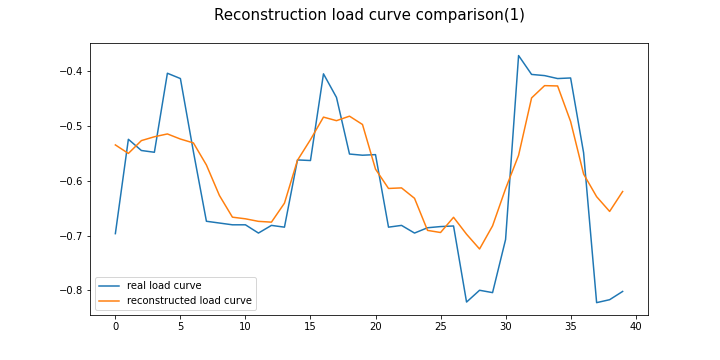 Reconstruction load curve comparison(1)
−0.4
−0.5
−0.6
−0.7
−0.8
real load curve
reconstructed load curve
0 5 10 15 20 25 30 35 40